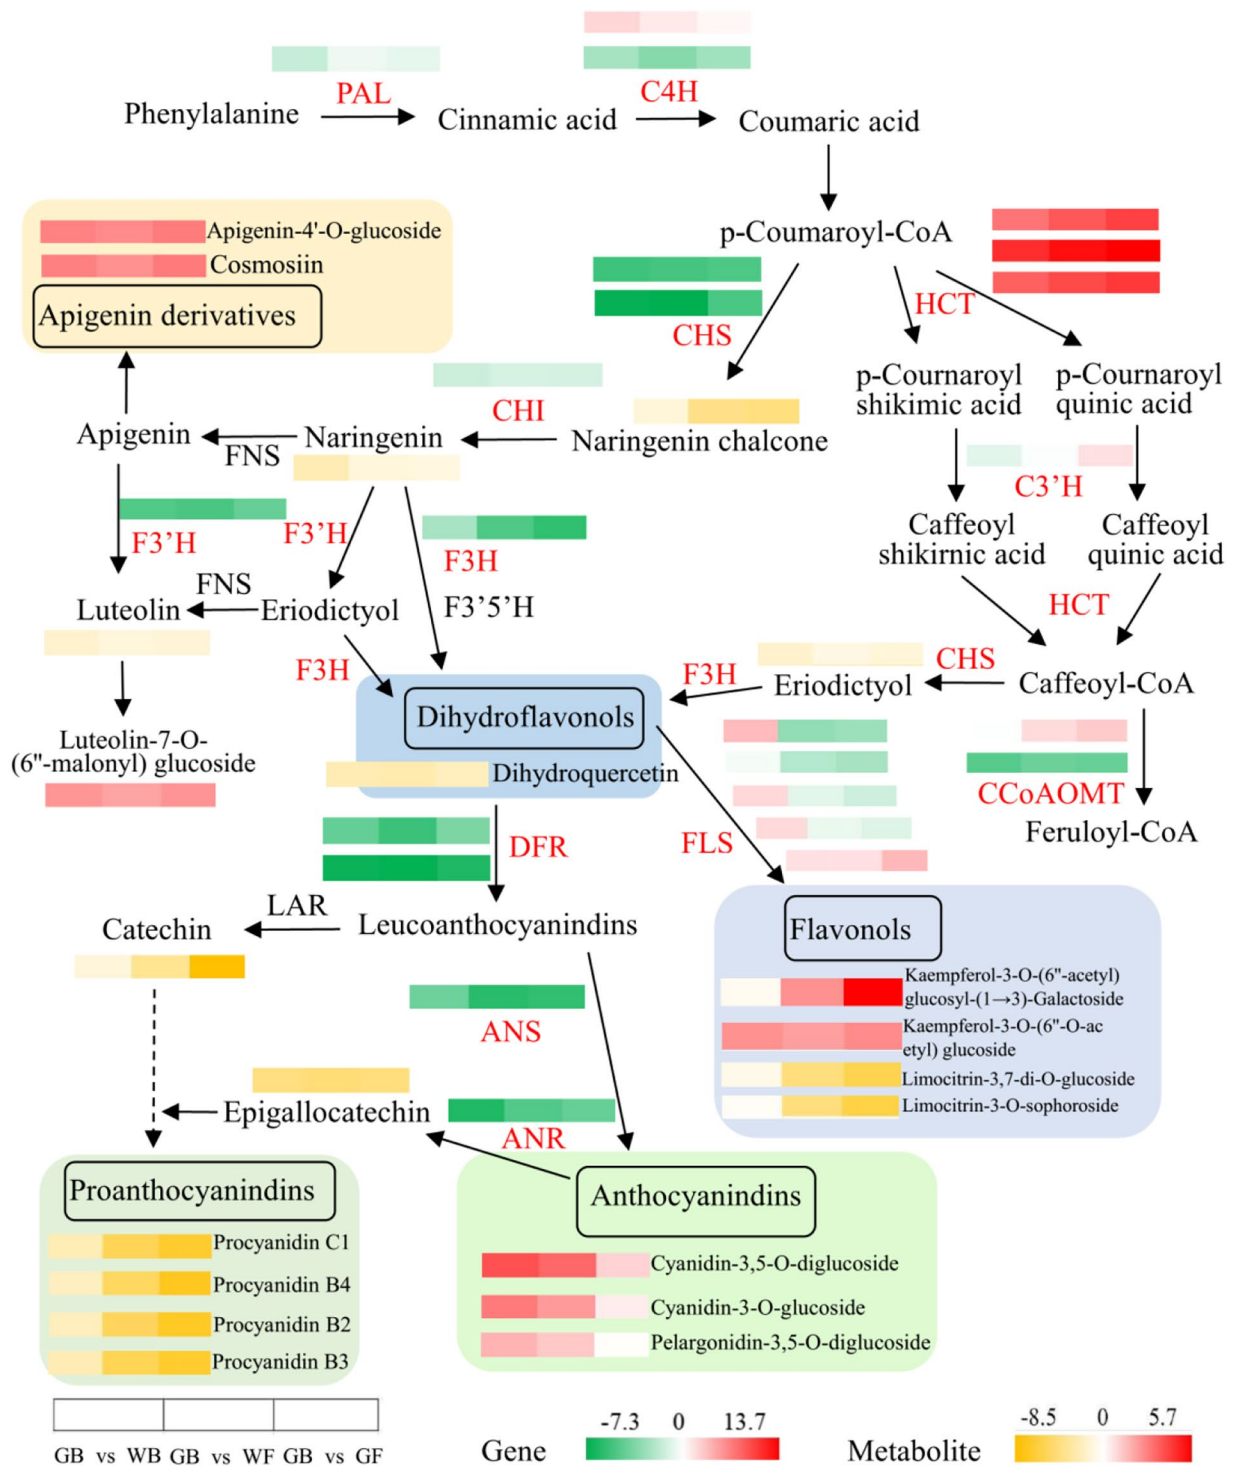 PAL
C4H
Phenylalanine
Cinnamic acid
Coumaric acid
Apigenin-4'-O-glucoside
Cosmosiin
Apigenin derivatives
p-Coumaroyl-CoA
HCT
CHS
p-Cournaroyl
shikimic acid
p-Cournaroyl
quinic acid
CHI
Apigenin
FNS
Naringenin
Naringenin chalcone
C3’H
F3’H
F3’H
F3H
F3’5’H
Caffeoyl
shikirnic acid
Caffeoyl
quinic acid
FNS
Luteolin
Eriodictyol
HCT
F3H
F3H
Eriodictyol
CHS
Caffeoyl-CoA
Dihydroflavonols
Dihydroquercetin
Luteolin-7-O-
(6"-malonyl) glucoside
CCoAOMT
Feruloyl-CoA
DFR
FLS
LAR
Catechin
Leucoanthocyanindins
Flavonols
Kaempferol-3-O-(6"-acetyl)
glucosyl-(1→3)-Galactoside
Kaempferol-3-O-(6"-O-ac
etyl) glucoside
Limocitrin-3,7-di-O-glucoside
Limocitrin-3-O-sophoroside
ANS
Epigallocatechin
ANR
Proanthocyanindins
Procyanidin C1
Procyanidin B4
Procyanidin B2
Procyanidin B3
Anthocyanindins
Cyanidin-3,5-O-diglucoside
Cyanidin-3-O-glucoside
Pelargonidin-3,5-O-diglucoside
GB vs WB GB vs WF GB vs GF
Gene
-7.3 0 13.7
Metabolite
-8.5 0 5.7